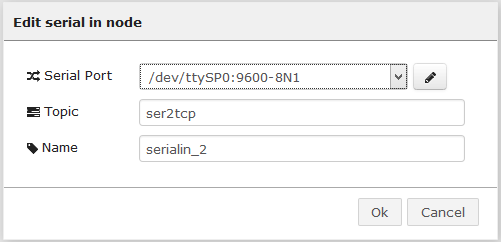 Edit serial in node
Serial Port
/dev/ttySP0:9600-8N1
Topic
ser2tcp
Name
serialin_2
Ok
Cancel